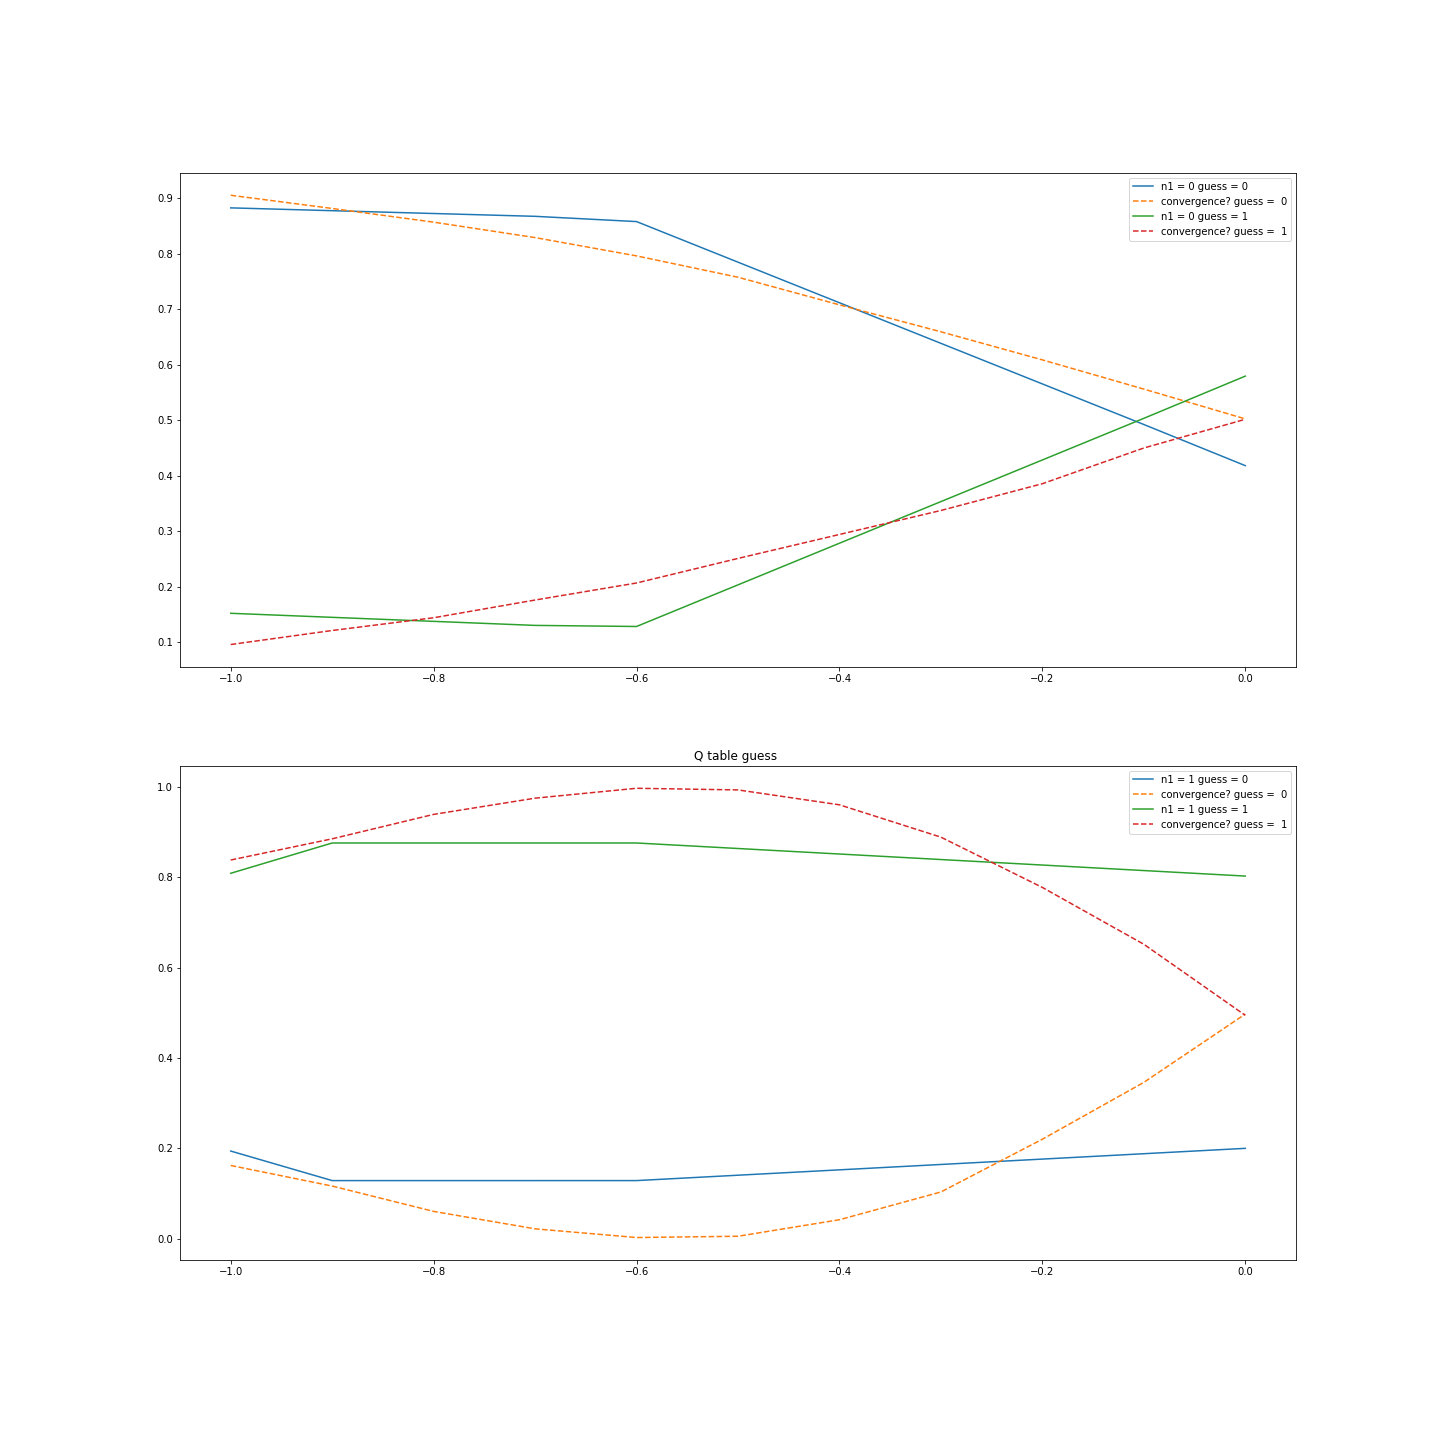 n1 = 0 guess = 0
convergence? guess =  0
n1 = 0 guess = 1
convergence? guess =  1
0.9
0.8
0.7
0.6
0.5
0.4
0.3
0.2
0.1
−1.0 −0.8 −0.6 −0.4 −0.2 0.0
Q table guess
n1 = 1 guess = 0
convergence? guess =  0
n1 = 1 guess = 1
convergence? guess =  1
1.0
0.8
0.6
0.4
0.2
0.0
−1.0 −0.8 −0.6 −0.4 −0.2 0.0